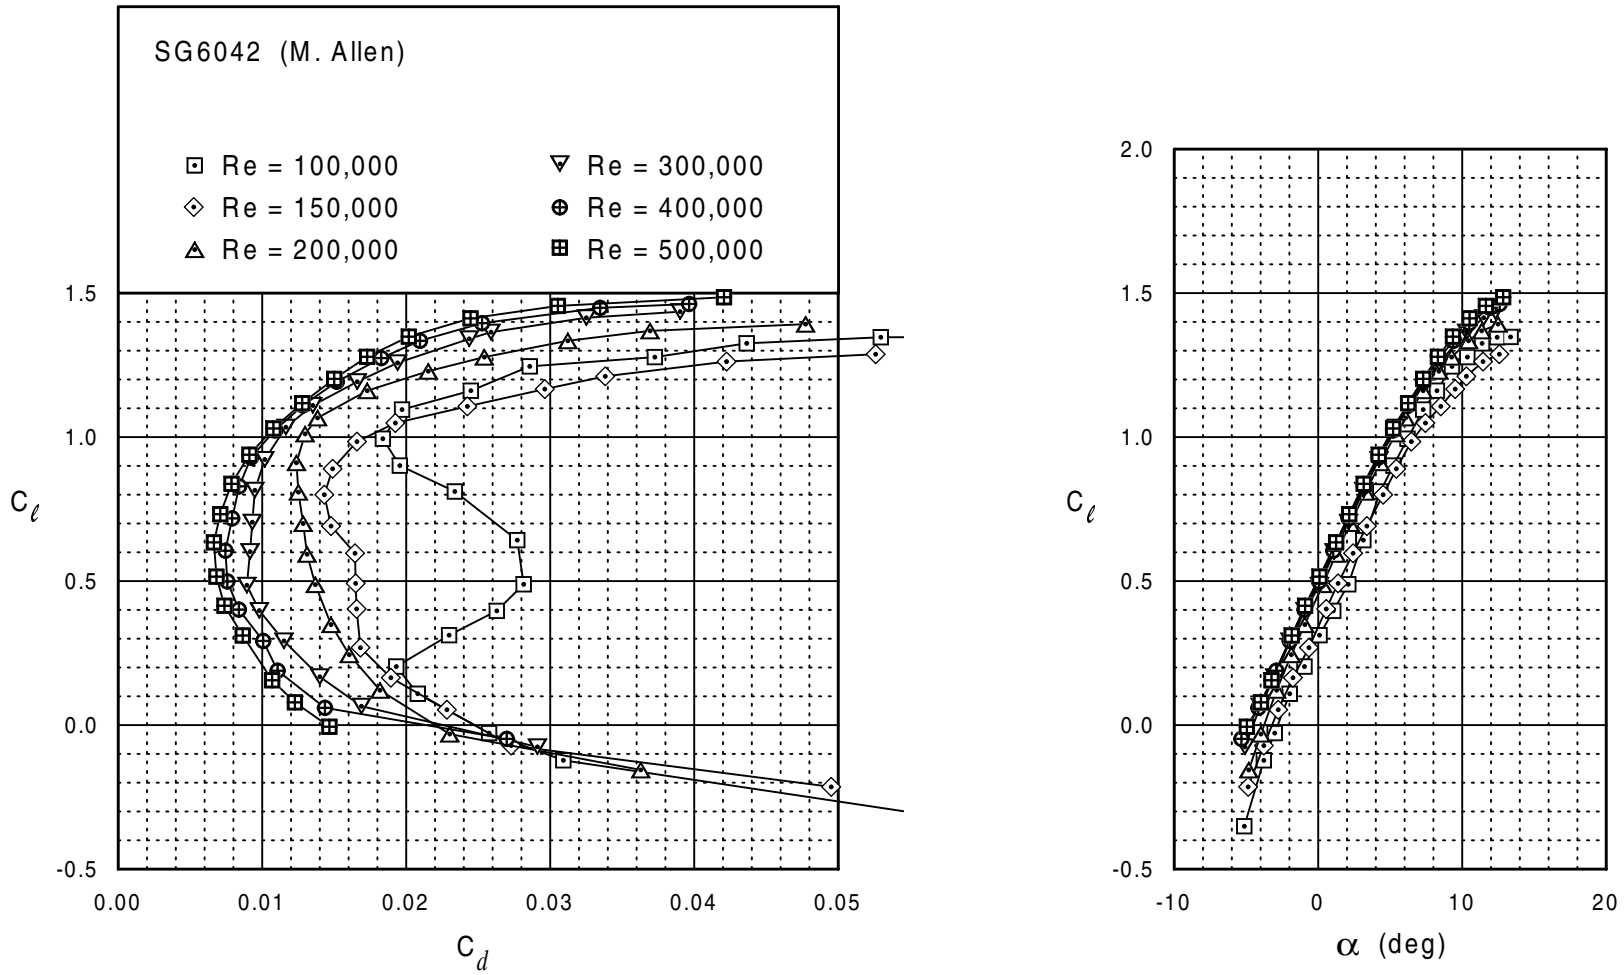 SG6042 (M. Allen)
Re = 100,000
Re = 150,000
Re = 200,000
Re = 300,000
Re = 400,000
Re = 500,000
1.5
1.0
0.5
0.0
-0.5
C_ℓ
0.00 0.01 0.02 0.03 0.04 0.05
C_d
2.0
1.5
1.0
0.5
0.0
-0.5
C_ℓ
-10 0 10 20
α (deg)